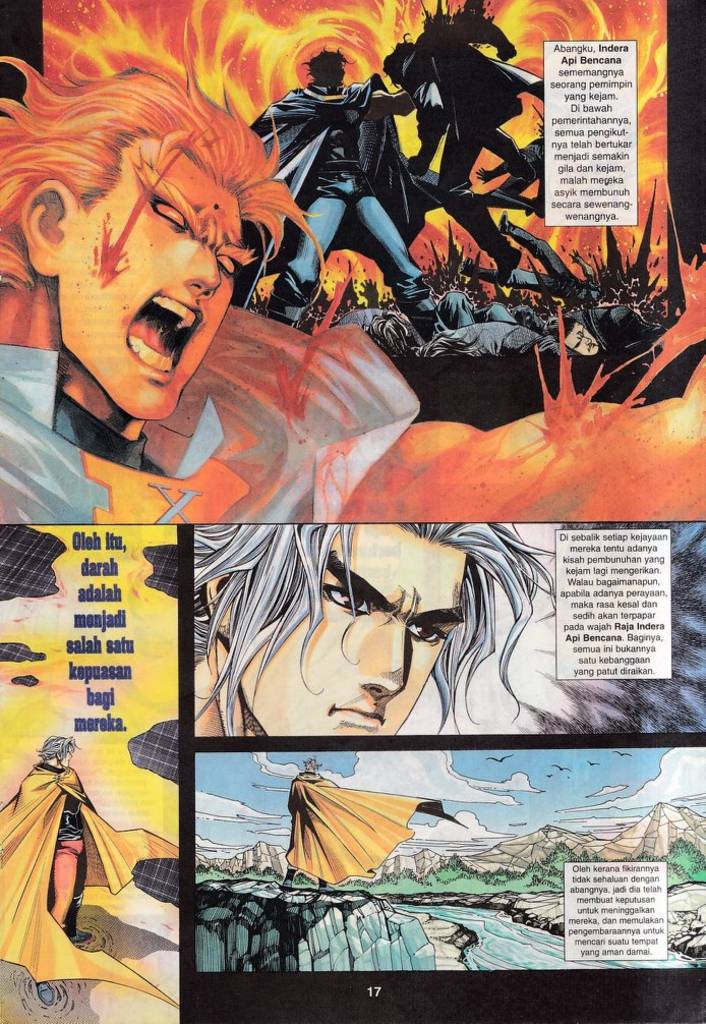 Abangku, Indera
Api Bencana
sememangnya
seorang pemimpin
yang kejam.
Di bawah
pemerintahannya,
semua pengikut-
nya telah bertukar
menjadi semakin
gila dan kejam,
malah mereka
asyik membunuh
secara sewenang-
wenangnya.
X
Oleh itu,
darah
adalah
menjadi
salah satu
kepuasan
bagi
mereka.
Di sebalik setiap kejayaan
mereka tentu adanya
kisah pembunuhan yang
kejam lagi mengerikan.
Walau bagaimanapun,
apabila adanya perayaan,
maka rasa kesal dan
sedih akan terpapar
pada wajah Raja Indera
Api Bencana. Baginya,
semua ini bukannya
satu kebanggaan
yang patut diraikan.
Oleh kerana fikirannya
tidak sehaluan dengan
abangnya, jadi dia telah
membuat keputusan
untuk meninggalkan
mereka, dan memulakan
pengembaraannya untuk
mencari suatu tempat
yang aman damai.
17